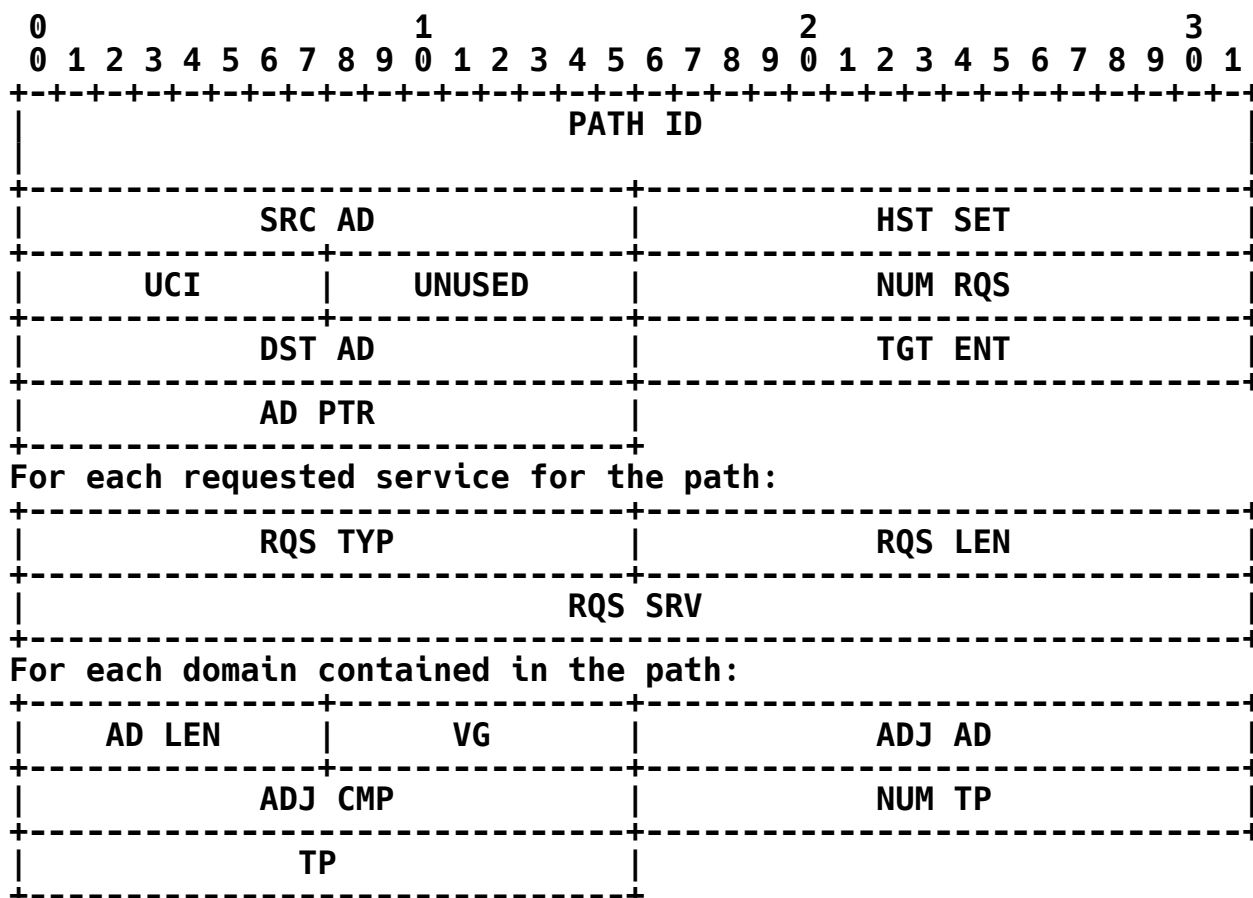 0                   1                   2                   3
 0 1 2 3 4 5 6 7 8 9 0 1 2 3 4 5 6 7 8 9 0 1 2 3 4 5 6 7 8 9 0 1
+-+-+-+-+-+-+-+-+-+-+-+-+-+-+-+-+-+-+-+-+-+-+-+-+-+-+-+-+-+-+-+-+
|                            PATH ID                            |
|                                                               |
+-------------------------------+-------------------------------+
|            SRC AD             |            HST SET            |
+---------------+---------------+-------------------------------+
|      UCI      |    UNUSED     |            NUM RQS            |
+---------------+---------------+-------------------------------+
|            DST AD             |            TGT ENT            |
+-------------------------------+-------------------------------+
|            AD PTR             |
+-------------------------------+
For each requested service for the path:
+-------------------------------+-------------------------------+
|            RQS TYP            |            RQS LEN            |
+-------------------------------+-------------------------------+
|                            RQS SRV                            |
+---------------------------------------------------------------+
For each domain contained in the path:
+---------------+---------------+-------------------------------+
|    AD LEN     |      VG       |            ADJ AD             |
+---------------+---------------+-------------------------------+
|            ADJ CMP            |            NUM TP             |
+-------------------------------+-------------------------------+
|              TP               |
+-------------------------------+